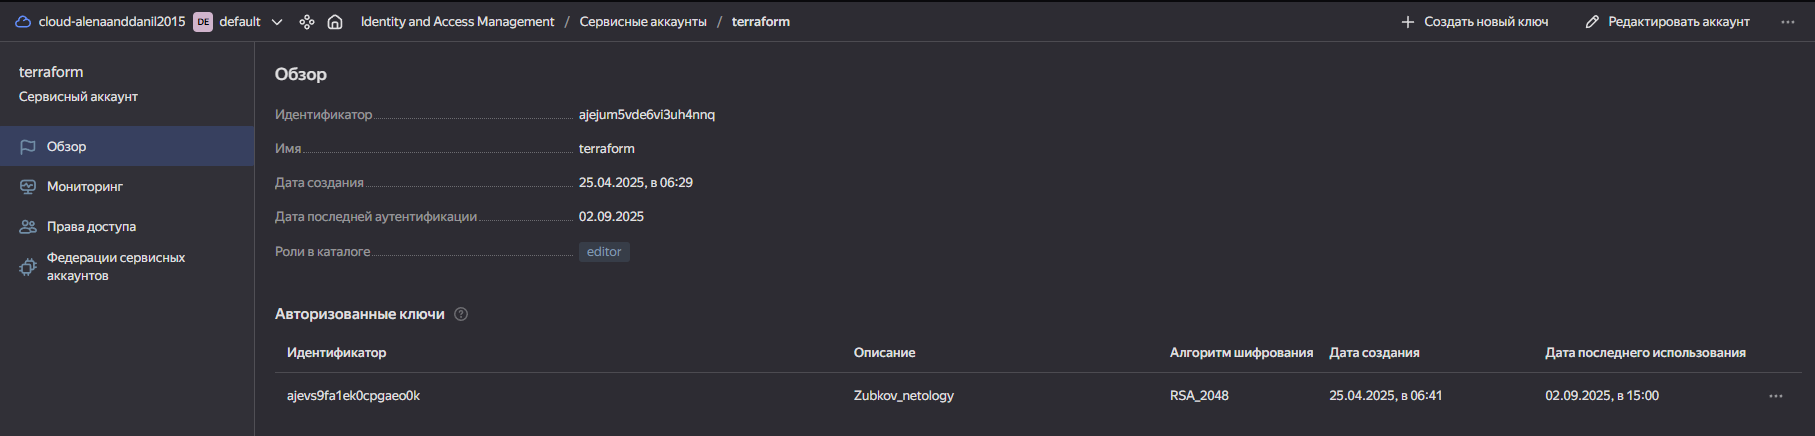 cloud-alenaanddanil2015 DE default Identity and Access Management / Сервисные аккаунты / terraform + Создать новый ключ Редактировать аккаунт ...
terraform
Сервисный аккаунт
Обзор
Мониторинг
Права доступа
Федерации сервисных
аккаунтов
Обзор
Идентификатор ajejum5vde6vi3uh4nnq
Имя terraform
Дата создания 25.04.2025, в 06:29
Дата последней аутентификации 02.09.2025
Роли в каталоге editor
Авторизованные ключи ?
Идентификатор Описание Алгоритм шифрования Дата создания Дата последнего использования
ajevs9fa1ek0cpgaeo0k Zubkov_netology RSA_2048 25.04.2025, в 06:41 02.09.2025, в 15:00 ...